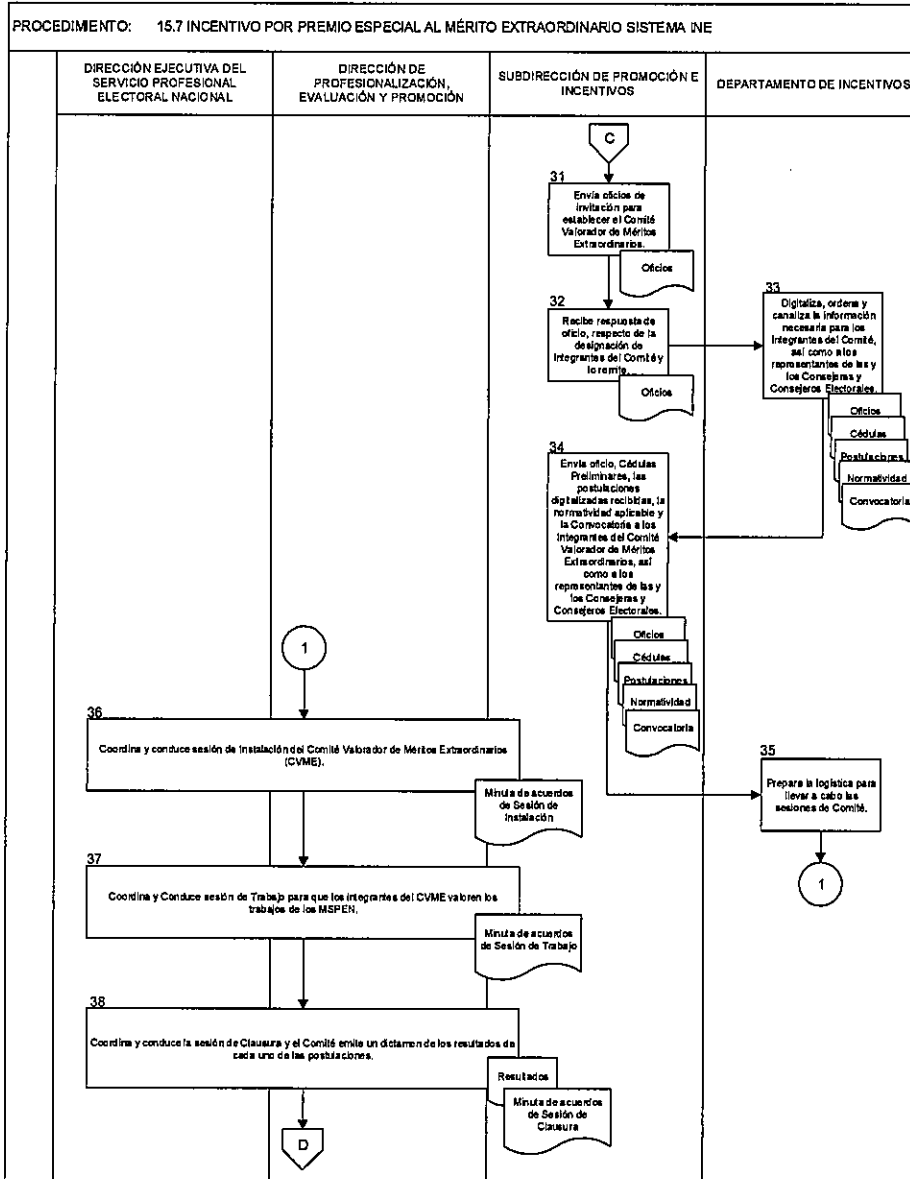 PROCEDIMIENTO: 15.7 INCENTIVO POR PREMIO ESPECIAL AL MÉRITO EXTRAORDINARIO SISTEMA INE
DIRECCIÓN EJECUTIVA DEL
SERVICIO PROFESIONAL
ELECTORAL NACIONAL
DIRECCIÓN DE
PROFESIONALIZACIÓN,
EVALUACIÓN Y PROMOCIÓN
SUBDIRECCIÓN DE PROMOCIÓN E
INCENTIVOS
DEPARTAMENTO DE INCENTIVOS
C
31
Envía oficios de
invitación para
establecer el Comité
Valorador de Méritos
Extraordinarios.
Oficios
32
Recibe respuesta de
oficio, respecto de la
designación de
Integrantes del Comité y
lo remite.
Oficios
33
Digitaliza, ordena y
canaliza la información
necesaria para los
Integrantes del Comité,
así como a los
representantes de las y
los Consejeras y
Consejeros Electorales.
Oficios
Cédulas
Postulaciones
Normatividad
Convocatoria
34
Envía oficio, Cédulas
Preliminares, las
postulaciones
digitalizadas recibidas, la
normatividad aplicable y
la Convocatoria a los
Integrantes del Comité
Valorador de Méritos
Extraordinarios, así
como a los
representantes de las y
los Consejeras y
Consejeros Electorales.
Oficios
Cédulas
Postulaciones
Normatividad
Convocatoria
35
Prepara la logística para
llevar a cabo las
sesiones de Comité.
1
1
36
Coordina y conduce sesión de Instalación del Comité Valorador de Méritos Extraordinarios
(CVME).
Minuta de acuerdos
de Sesión de
Instalación
37
Coordina y Conduce sesión de Trabajo para que los integrantes del CVME valoren los
trabajos de los MSPEN.
Minuta de acuerdos
de Sesión de Trabajo
38
Coordina y conduce la sesión de Clausura y el Comité emite un dictamen de los resultados de
cada uno de las postulaciones.
Resultados
Minuta de acuerdos
de Sesión de
Clausura
D